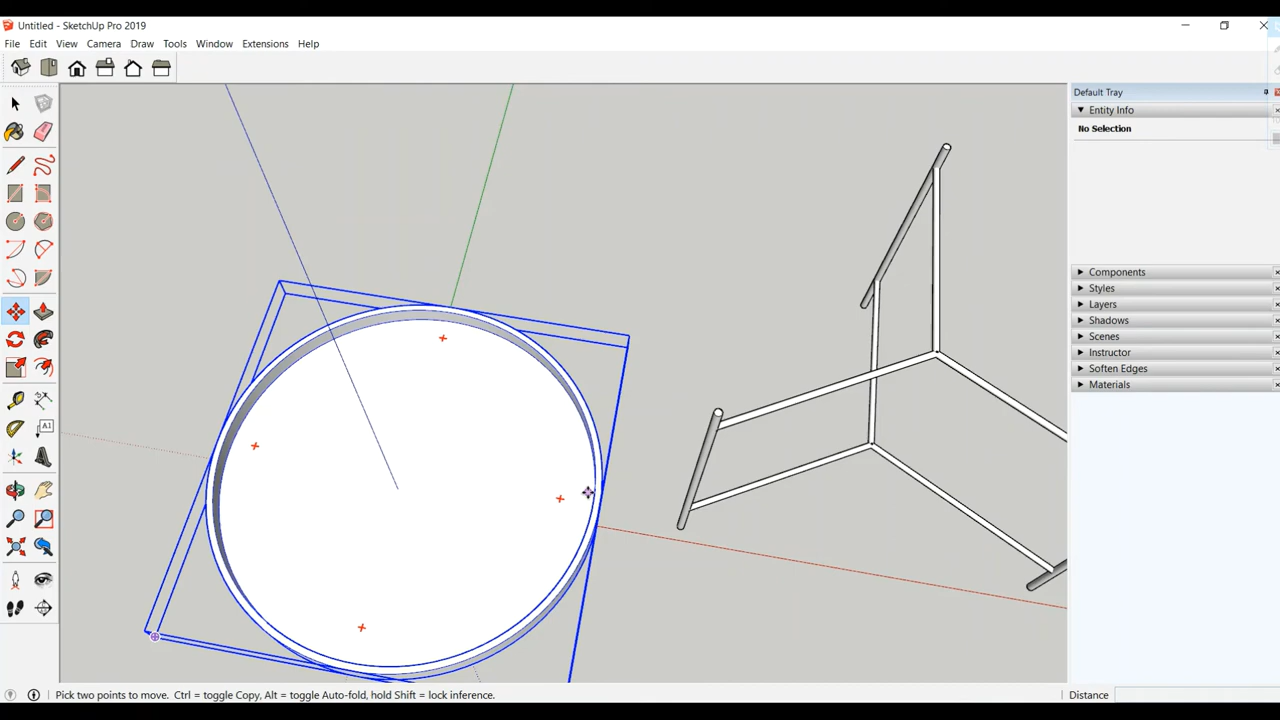 Untitled - SketchUp Pro 2019
File Edit View Camera Draw Tools Window Extensions Help
Default Tray
Entity Info
No Selection
Components
Styles
Layers
Shadows
Scenes
Instructor
Soften Edges
Materials
A1
Pick two points to move. Ctrl = toggle Copy, Alt = toggle Auto-fold, hold Shift = lock inference.
Distance